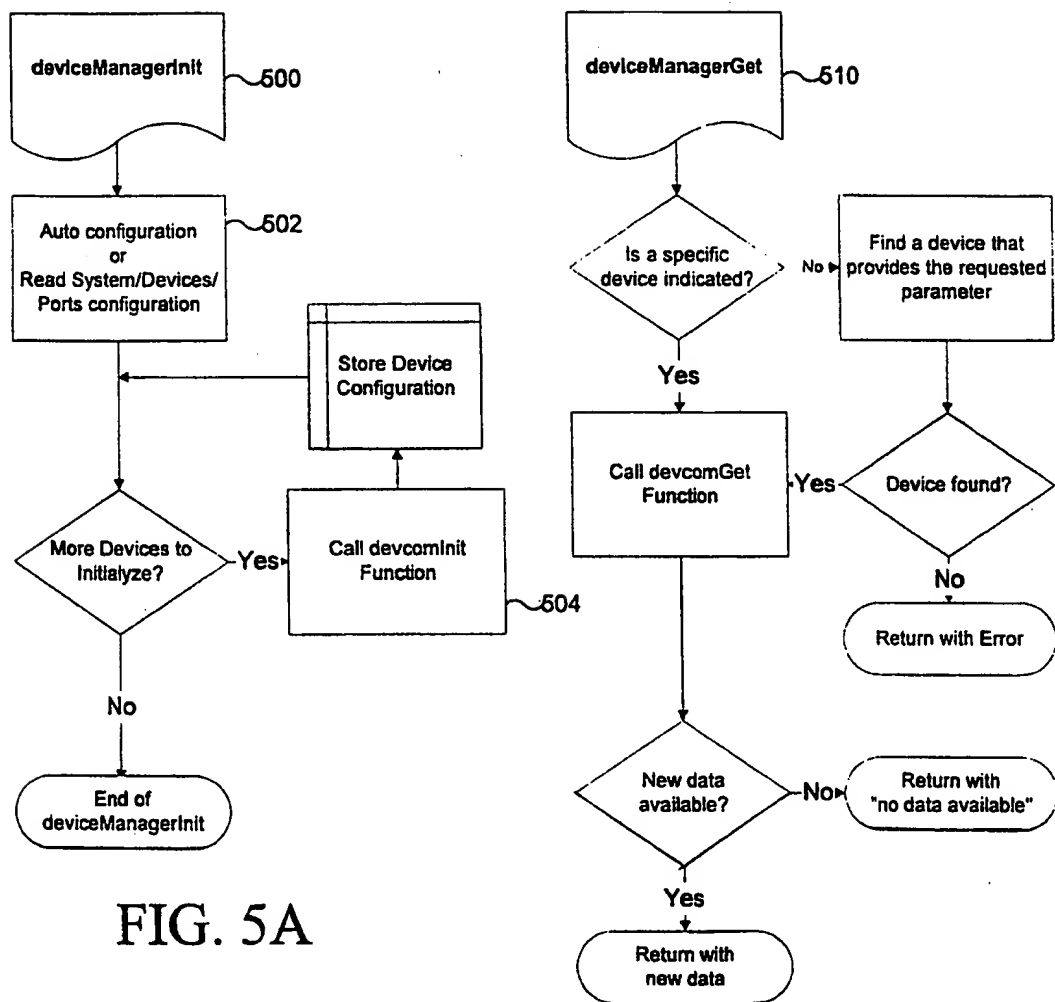 deviceManagerInit
500
Auto configuration
or
Read System/Devices/
Ports configuration
502
Store Device
Configuration
More Devices to
Initialyze?
Yes
Call devcomInit
Function
504
No
End of
deviceManagerInit
FIG. 5A
deviceManagerGet
510
Is a specific
device indicated?
No
Find a device that
provides the requested
parameter
Yes
Call devcomGet
Function
Yes
Device found?
No
Return with Error
New data
available?
No
Return with
"no data available"
Yes
Return with
new data